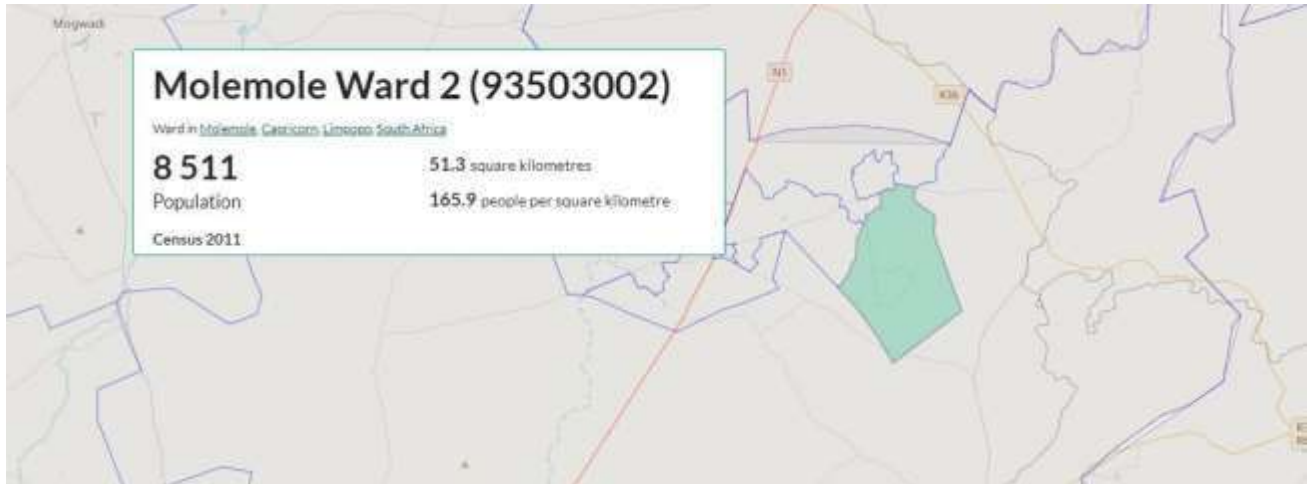 Mogwadi
Molemole Ward 2 (93503002)
Ward in Molemole, Capricorn, Limpopo, South Africa
8 511
Population
51.3 square kilometres
165.9 people per square kilometre
Census 2011
N1
R36